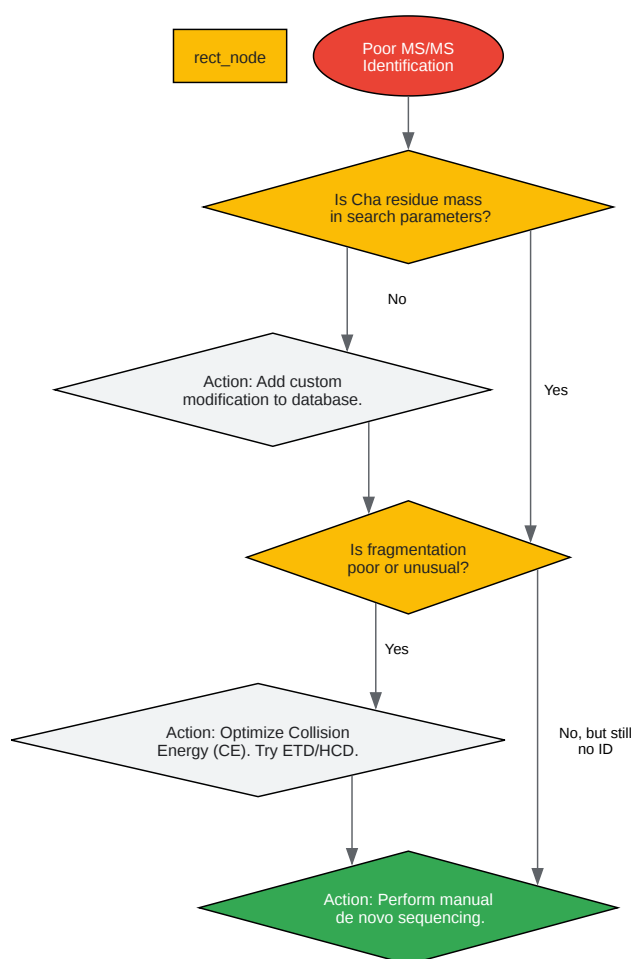 rect_node
Poor MS/MS
Identification
Is Cha residue mass
in search parameters?
No
Action: Add custom
modification to database.
Yes
Is fragmentation
poor or unusual?
Yes
Action: Optimize Collision
Energy (CE). Try ETD/HCD.
No, but still
no ID
Action: Perform manual
de novo sequencing.